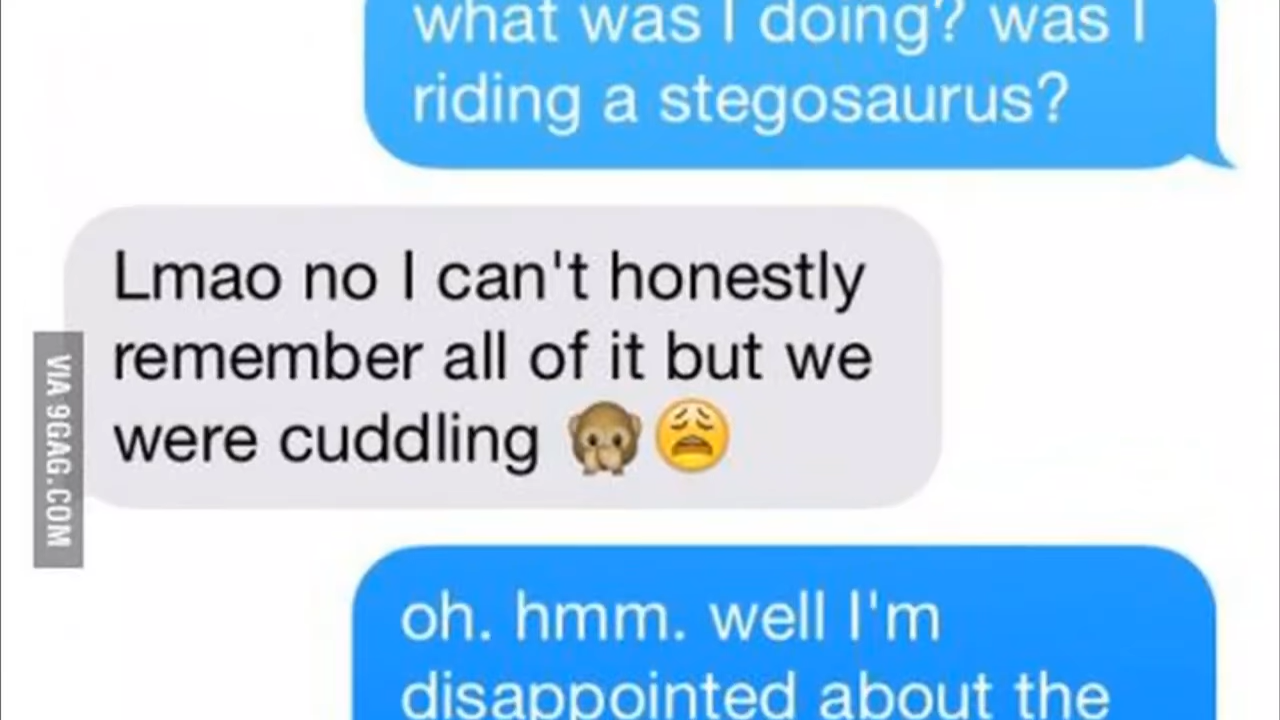 what was I doing? was I
riding a stegosaurus?
Lmao no I can't honestly
remember all of it but we
were cuddling 🙊😩
VIA 9GAG.COM
oh. hmm. well I'm
disappointed about the